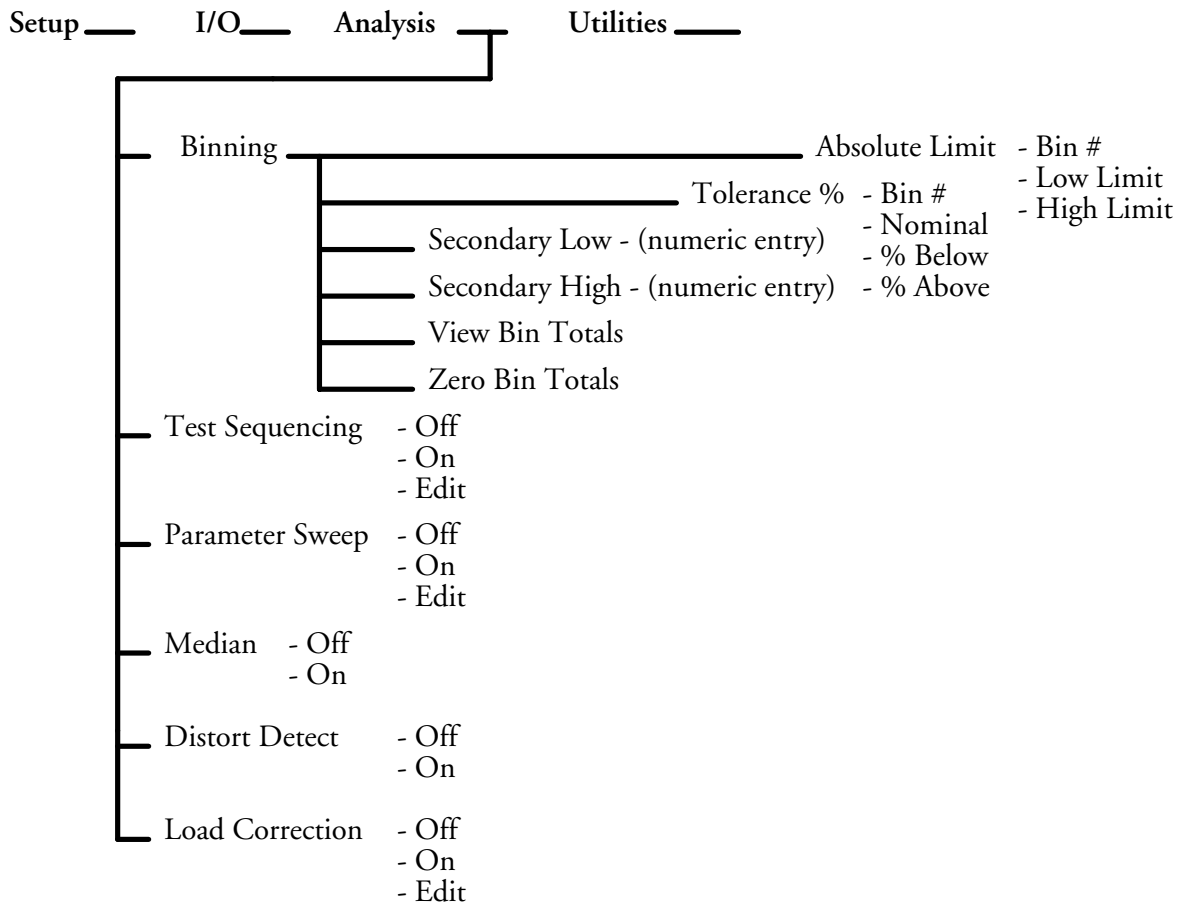 Setup I/O Analysis Utilities
Binning
Absolute Limit - Bin #
- Low Limit
- High Limit
Tolerance % - Bin #
- Nominal
- % Below
- % Above
Secondary Low - (numeric entry)
Secondary High - (numeric entry)
View Bin Totals
Zero Bin Totals
Test Sequencing - Off
- On
- Edit
Parameter Sweep - Off
- On
- Edit
Median - Off
- On
Distort Detect - Off
- On
Load Correction - Off
- On
- Edit